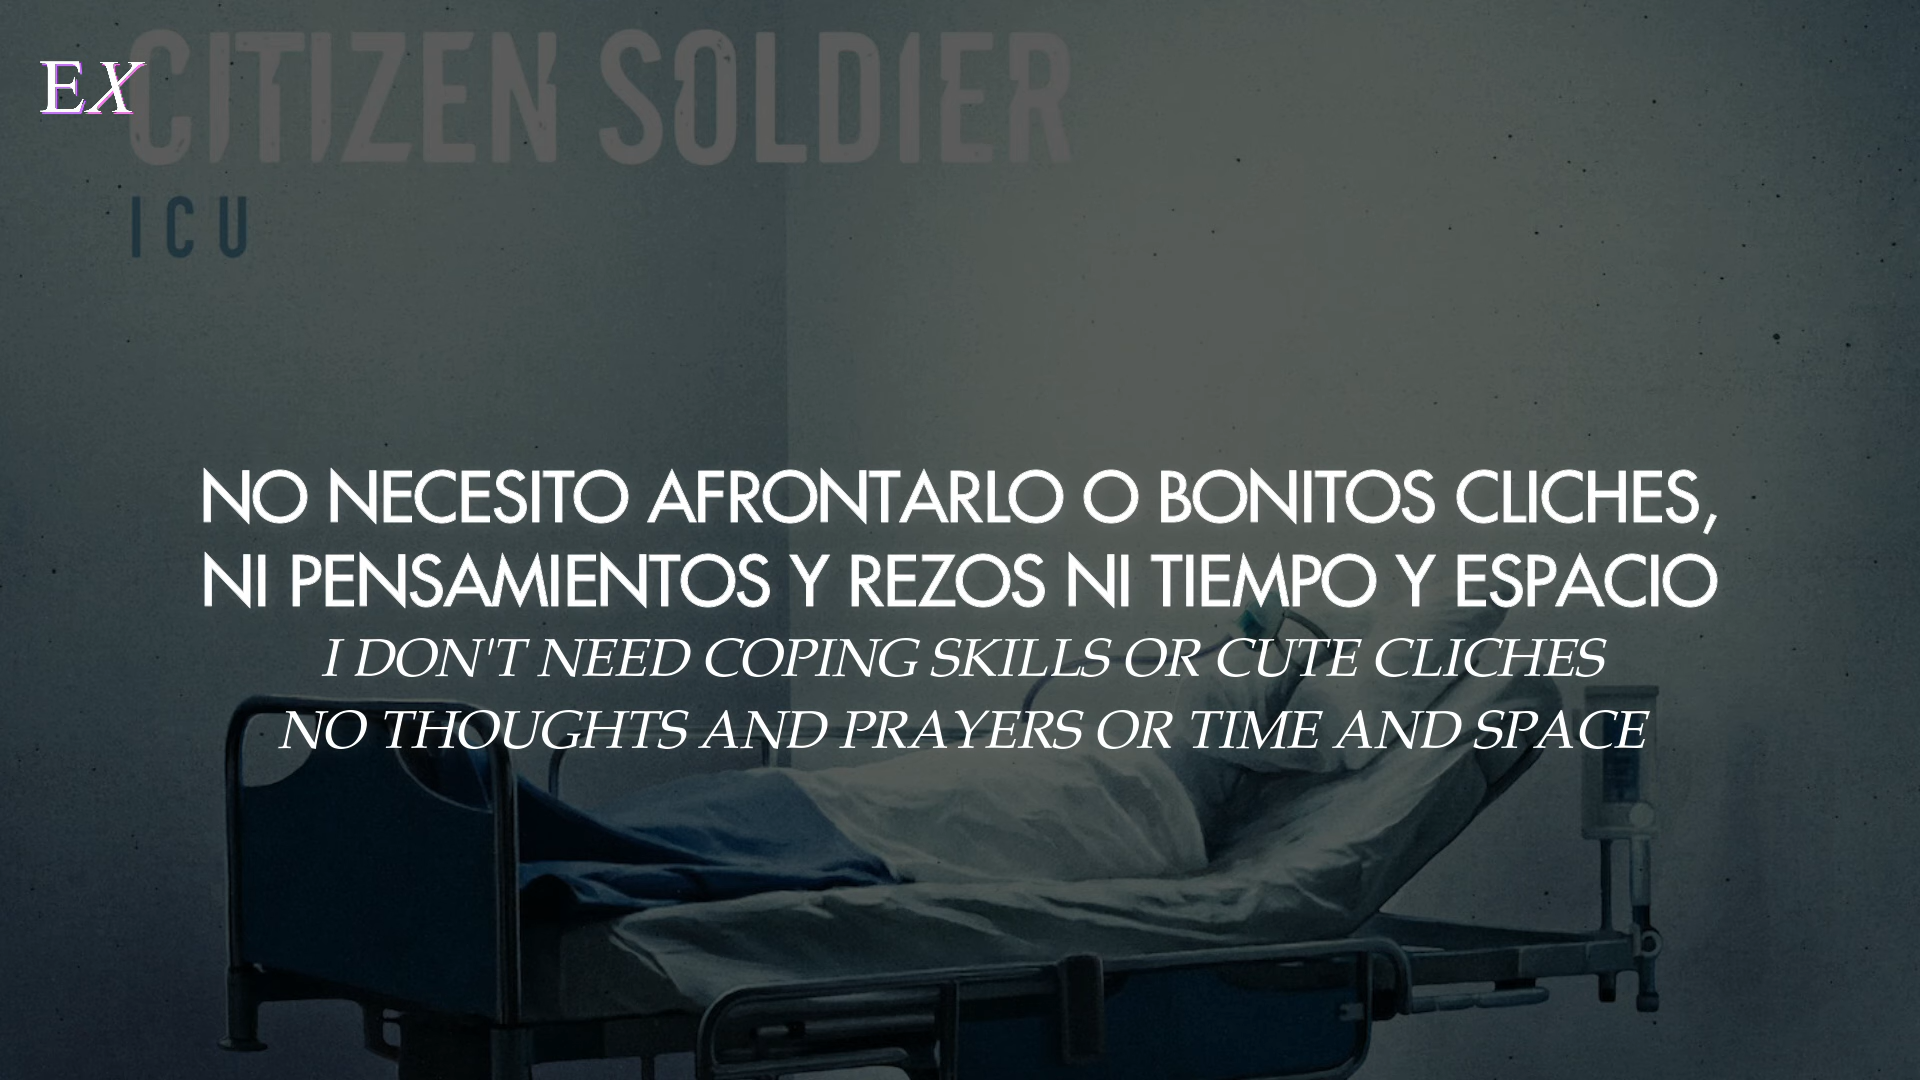 CITIZEN SOLDIER
EX
ICU
NO NECESITO AFRONTARLO O BONITOS CLICHES,
NI PENSAMIENTOS Y REZOS NI TIEMPO Y ESPACIO
I DON'T NEED COPING SKILLS OR CUTE CLICHES
NO THOUGHTS AND PRAYERS OR TIME AND SPACE